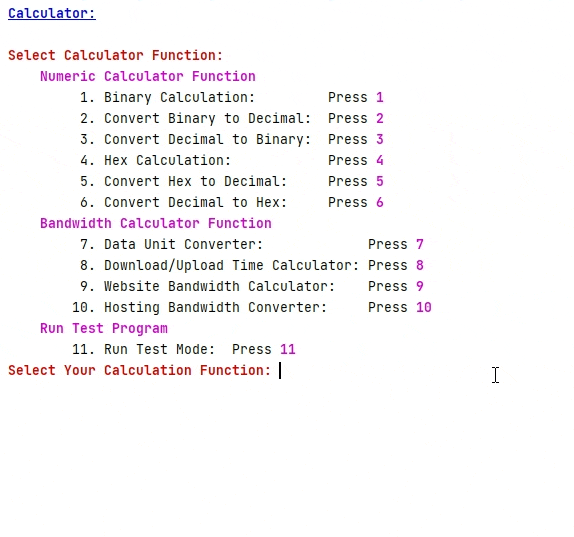 Calculator:
Select Calculator Function:
Numeric Calculator Function
1. Binary Calculation: Press 1
2. Convert Binary to Decimal: Press 2
3. Convert Decimal to Binary: Press 3
4. Hex Calculation: Press 4
5. Convert Hex to Decimal: Press 5
6. Convert Decimal to Hex: Press 6
Bandwidth Calculator Function
7. Data Unit Converter: Press 7
8. Download/Upload Time Calculator: Press 8
9. Website Bandwidth Calculator: Press 9
10. Hosting Bandwidth Converter: Press 10
Run Test Program
11. Run Test Mode: Press 11
Select Your Calculation Function: